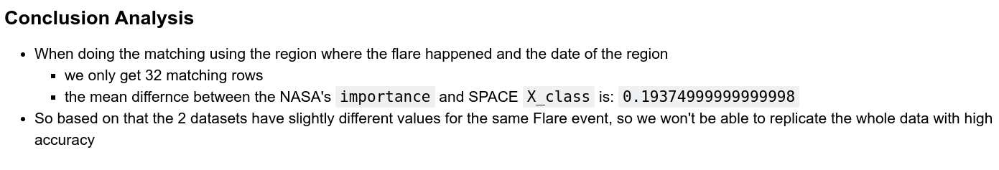 Conclusion Analysis
When doing the matching using the region where the flare happened and the date of the region
we only get 32 matching rows
the mean differnce between the NASA's importance and SPACE X_class is: 0.19374999999999998
So based on that the 2 datasets have slightly different values for the same Flare event, so we won't be able to replicate the whole data with high
accuracy